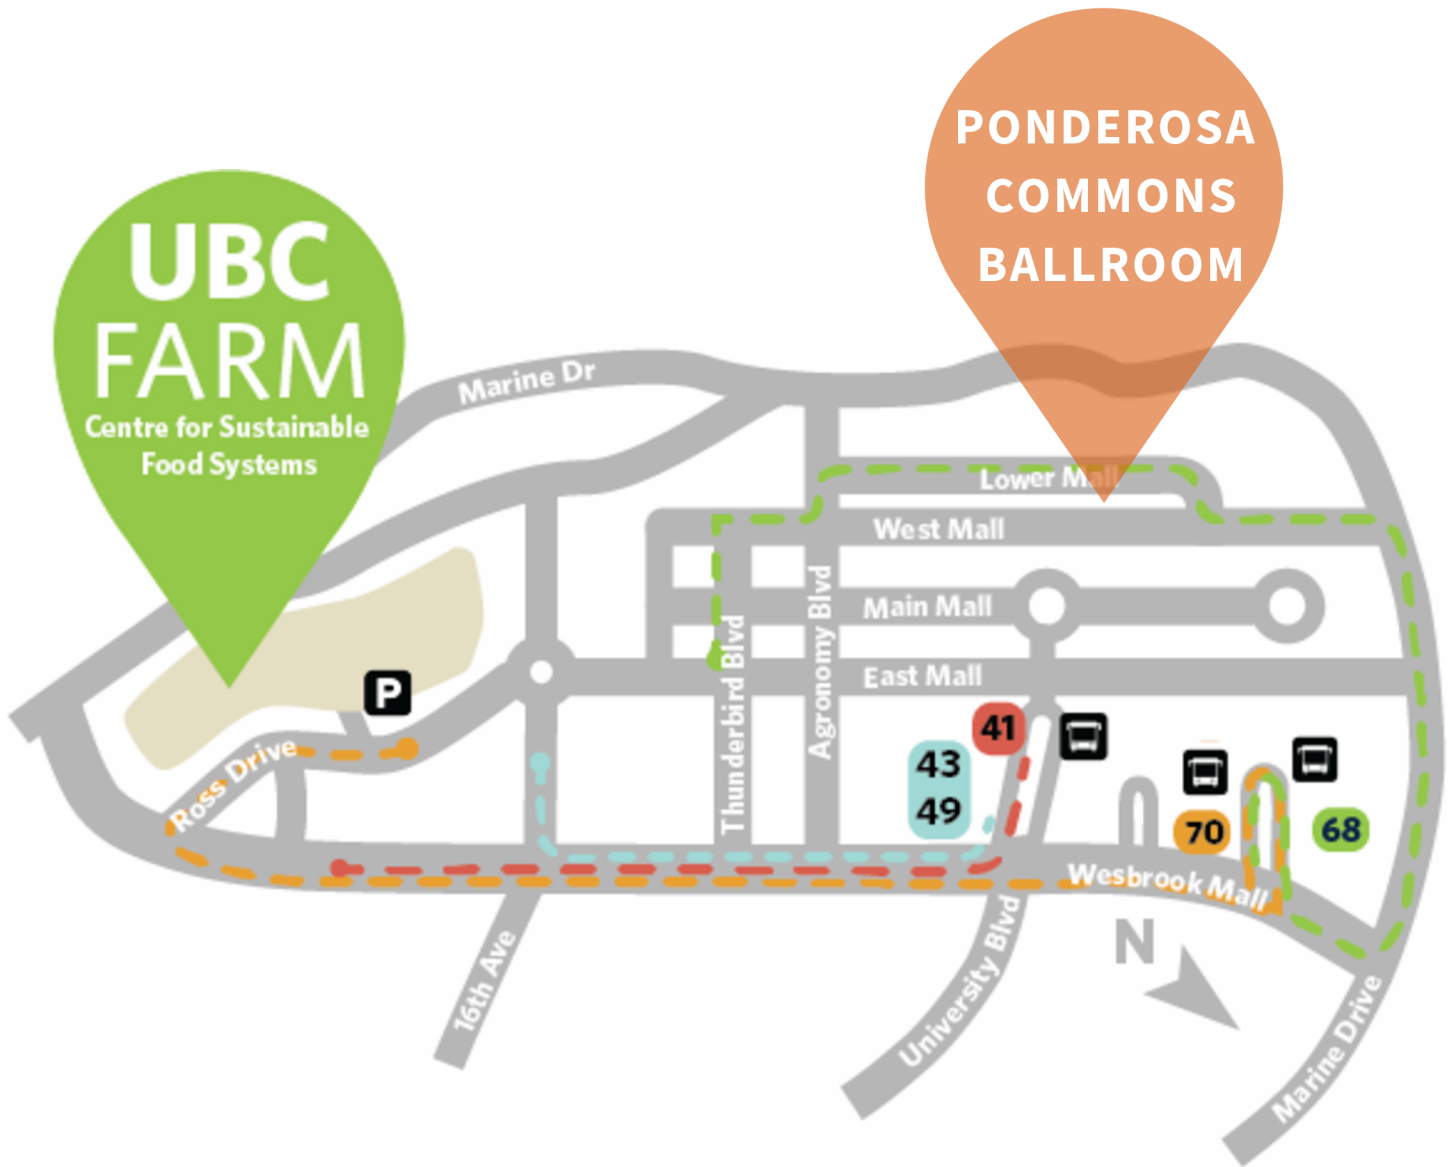 PONDEROSA
COMMONS
BALLROOM
UBC
FARM
Centre for Sustainable
Food Systems
Marine Dr
Lower Mall
West Mall
Main Mall
East Mall
Thunderbird Blvd
Agronomy Blvd
P
41
43
49
70
68
Ross Drive
Wesbrook Mall
N
16th Ave
University Blvd
Marine Drive